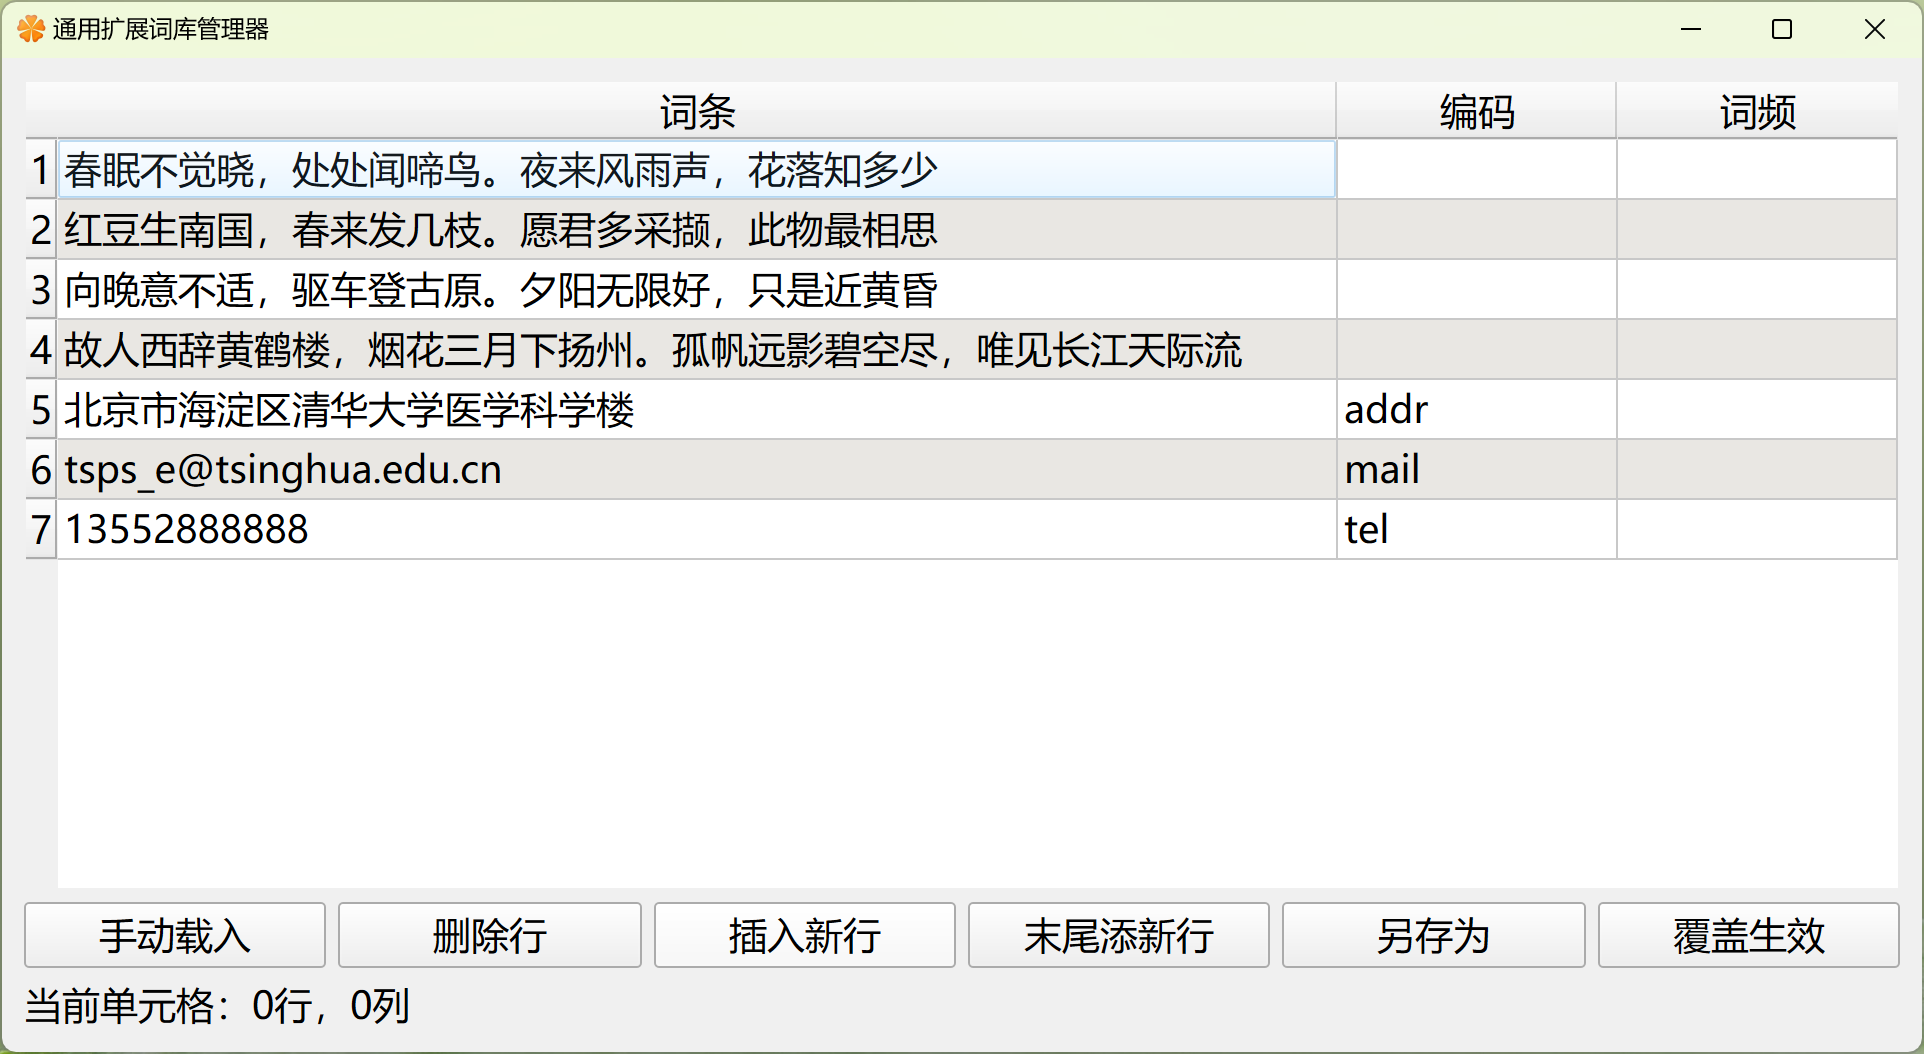 通用扩展词库管理器
词条 编码 词频
1 春眠不觉晓，处处闻啼鸟。夜来风雨声，花落知多少
2 红豆生南国，春来发几枝。愿君多采撷，此物最相思
3 向晚意不适，驱车登古原。夕阳无限好，只是近黄昏
4 故人西辞黄鹤楼，烟花三月下扬州。孤帆远影碧空尽，唯见长江天际流
5 北京市海淀区清华大学医学科学楼 addr
6 tsps_e@tsinghua.edu.cn mail
7 13552888888 tel
手动载入 删除行 插入新行 末尾添新行 另存为 覆盖生效
当前单元格：0行，0列